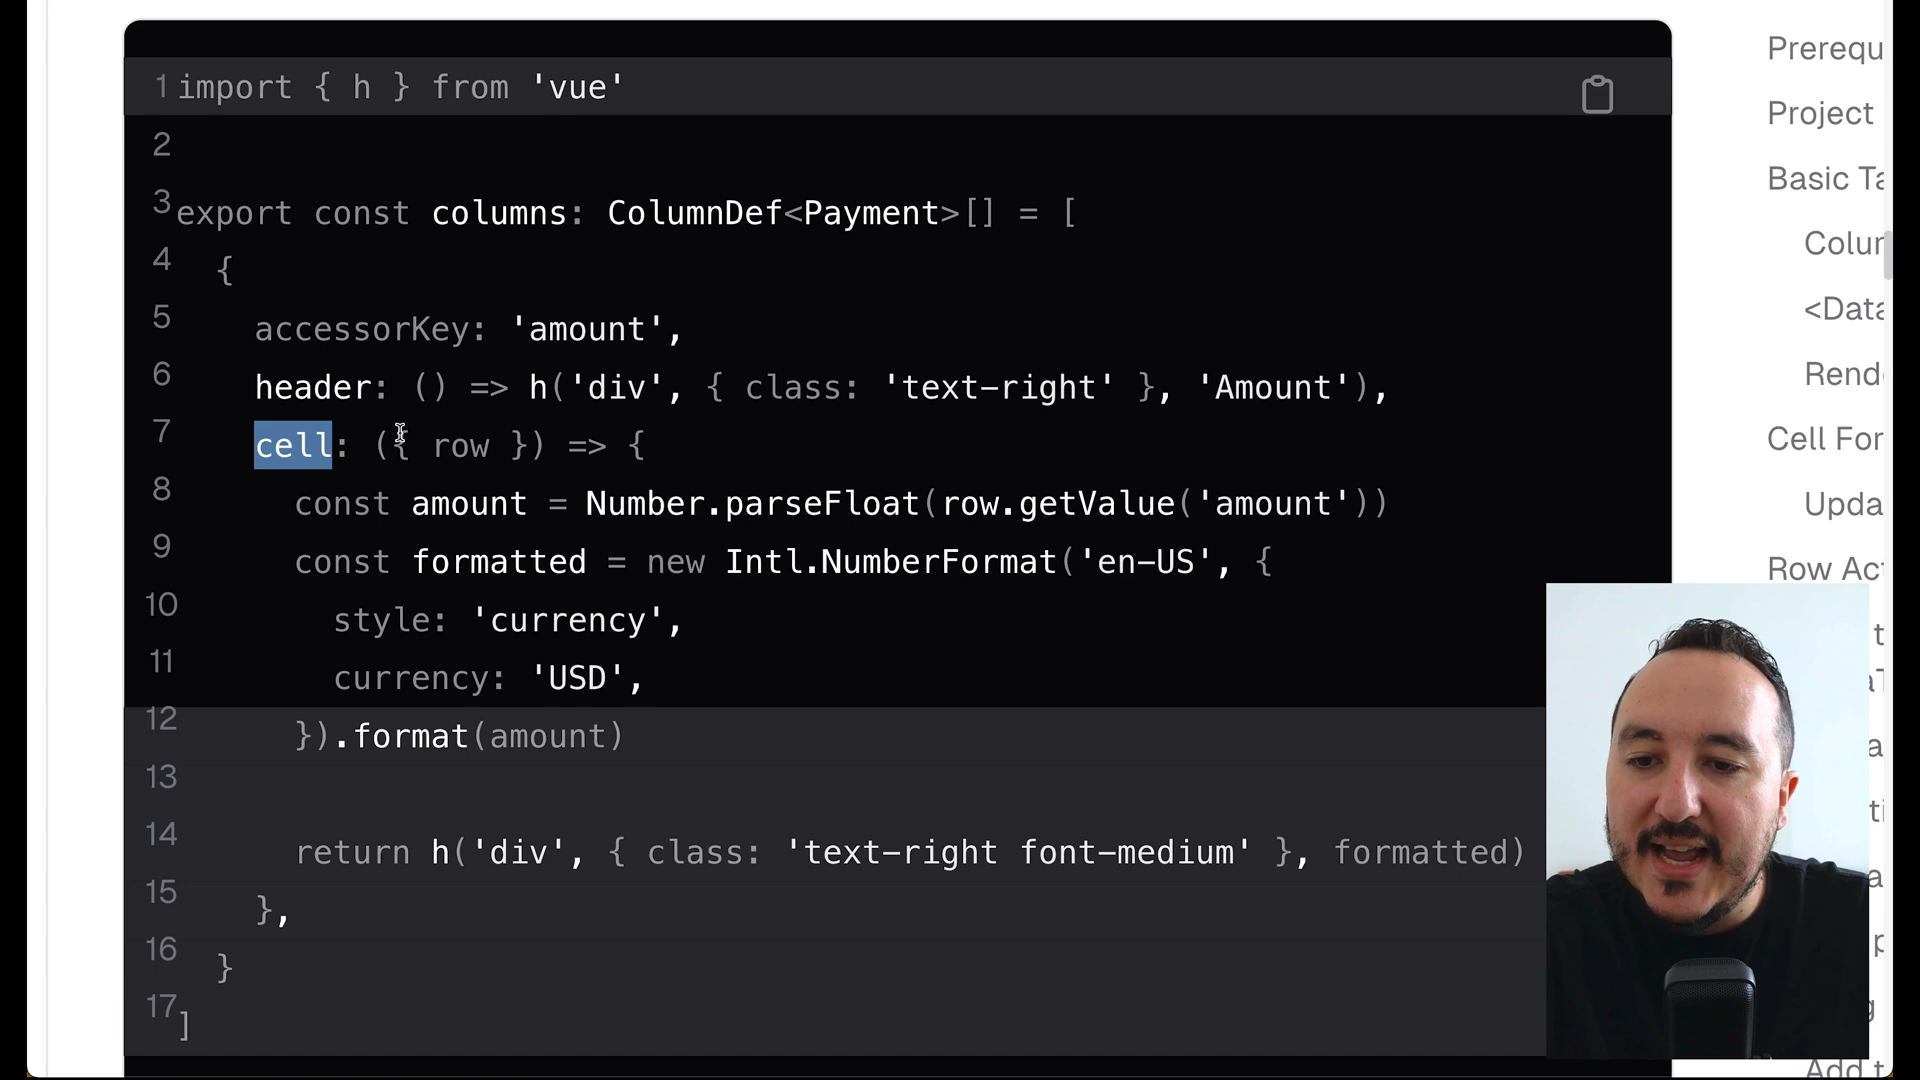 1 import { h } from 'vue'
2
3 export const columns: ColumnDef<Payment>[] = [
4 {
5 accessorKey: 'amount',
6 header: () => h('div', { class: 'text-right' }, 'Amount'),
7 cell: ({ row }) => {
8 const amount = Number.parseFloat(row.getValue('amount'))
9 const formatted = new Intl.NumberFormat('en-US', {
10 style: 'currency',
11 currency: 'USD',
12 }).format(amount)
13
14 return h('div', { class: 'text-right font-medium' }, formatted)
15 },
16 }
17 ]
Prerequ
Project
Basic Ta
Colur
<Data
Rend
Cell For
Upda
Row Act
Add t